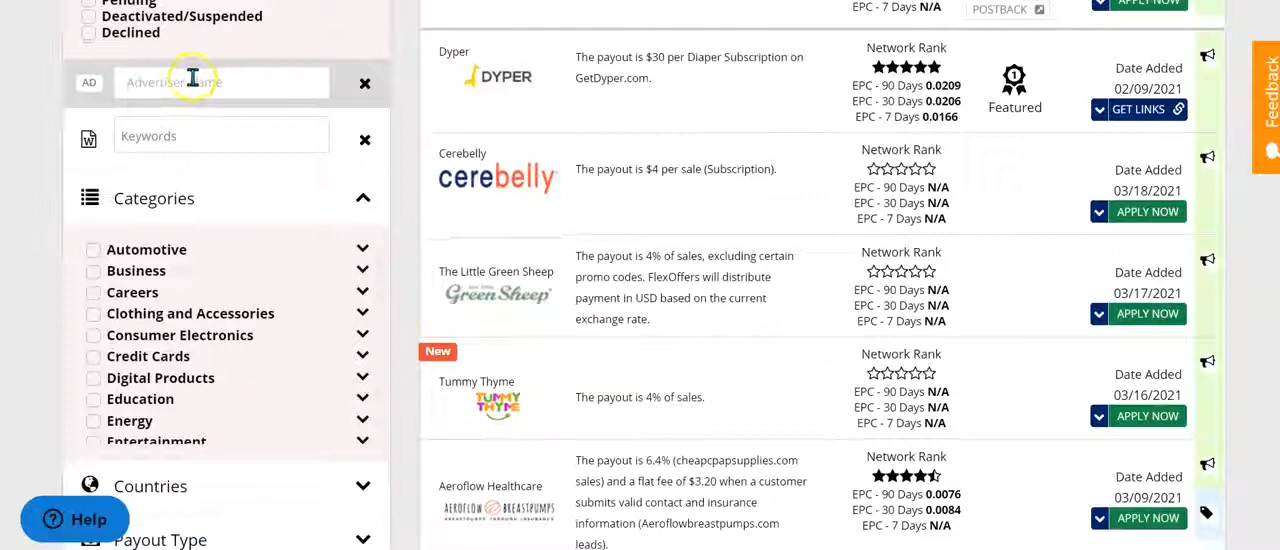 Pending
Deactivated/Suspended
Declined
AD
Advertiser Name
Keywords
Categories
Automotive
Business
Careers
Clothing and Accessories
Consumer Electronics
Credit Cards
Digital Products
Education
Energy
Entertainment
Countries
Payout Type
Help
EPC - 7 Days N/A
POSTBACK
APPLY NOW
Dyper
DYPER
The payout is $30 per Diaper Subscription on
GetDyper.com.
Network Rank
EPC - 90 Days 0.0209
EPC - 30 Days 0.0206
EPC - 7 Days 0.0166
1
Featured
Date Added
02/09/2021
GET LINKS
Cerebelly
cerebelly
The payout is $4 per sale (Subscription).
Network Rank
EPC - 90 Days N/A
EPC - 30 Days N/A
EPC - 7 Days N/A
Date Added
03/18/2021
APPLY NOW
The Little Green Sheep
GreenSheep
The payout is 4% of sales, excluding certain
promo codes. FlexOffers will distribute
payment in USD based on the current
exchange rate.
Network Rank
EPC - 90 Days N/A
EPC - 30 Days N/A
EPC - 7 Days N/A
Date Added
03/17/2021
APPLY NOW
New
Tummy Thyme
TUMMY
THYME
The payout is 4% of sales.
Network Rank
EPC - 90 Days N/A
EPC - 30 Days N/A
EPC - 7 Days N/A
Date Added
03/16/2021
APPLY NOW
Aeroflow Healthcare
AEROFLOW BREASTPUMPS
BREASTPUMPS THROUGH INSURANCE
The payout is 6.4% (cheapcpapsupplies.com
sales) and a flat fee of $3.20 when a customer
submits valid contact and insurance
information (Aeroflowbreastpumps.com
leads).
Network Rank
EPC - 90 Days 0.0076
EPC - 30 Days 0.0084
EPC - 7 Days N/A
Date Added
03/09/2021
APPLY NOW
Feedback